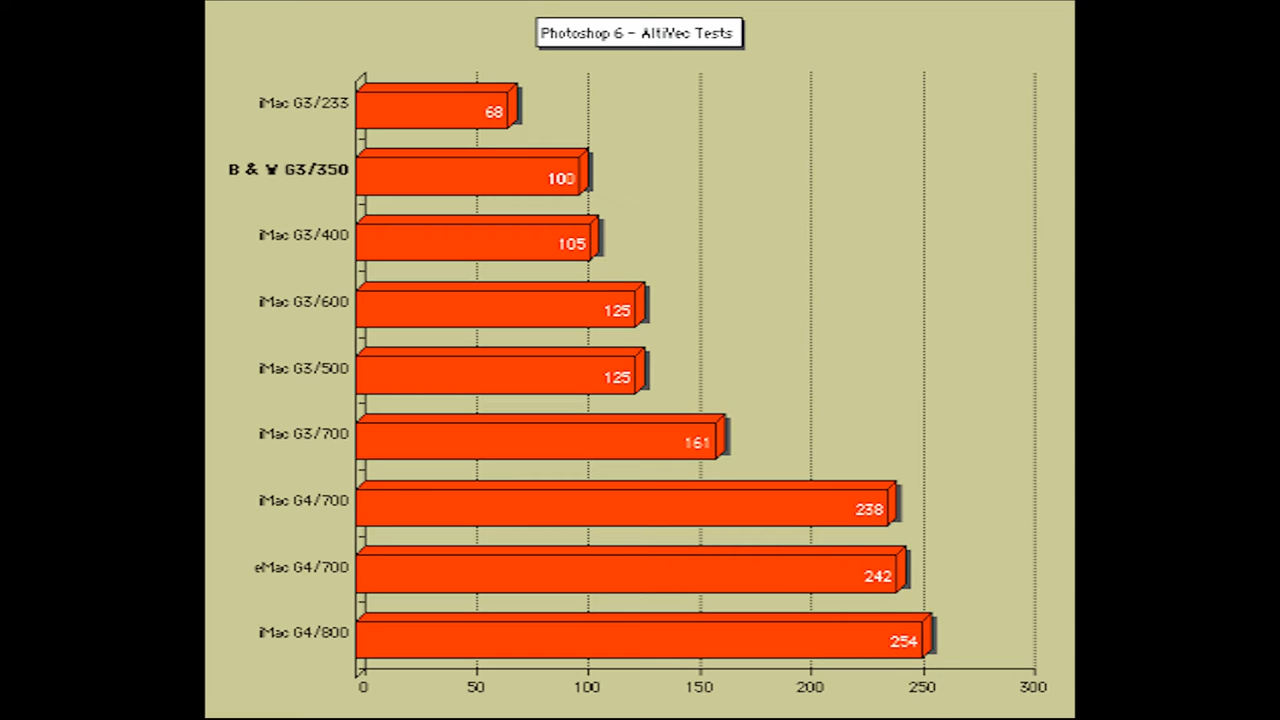 Photoshop 6 - AltiVec Tests
iMac G3/233
68
B & W G3/350
100
iMac G3/400
105
iMac G3/600
125
iMac G3/500
125
iMac G3/700
161
iMac G4/700
238
eMac G4/700
242
iMac G4/800
254
0 50 100 150 200 250 300